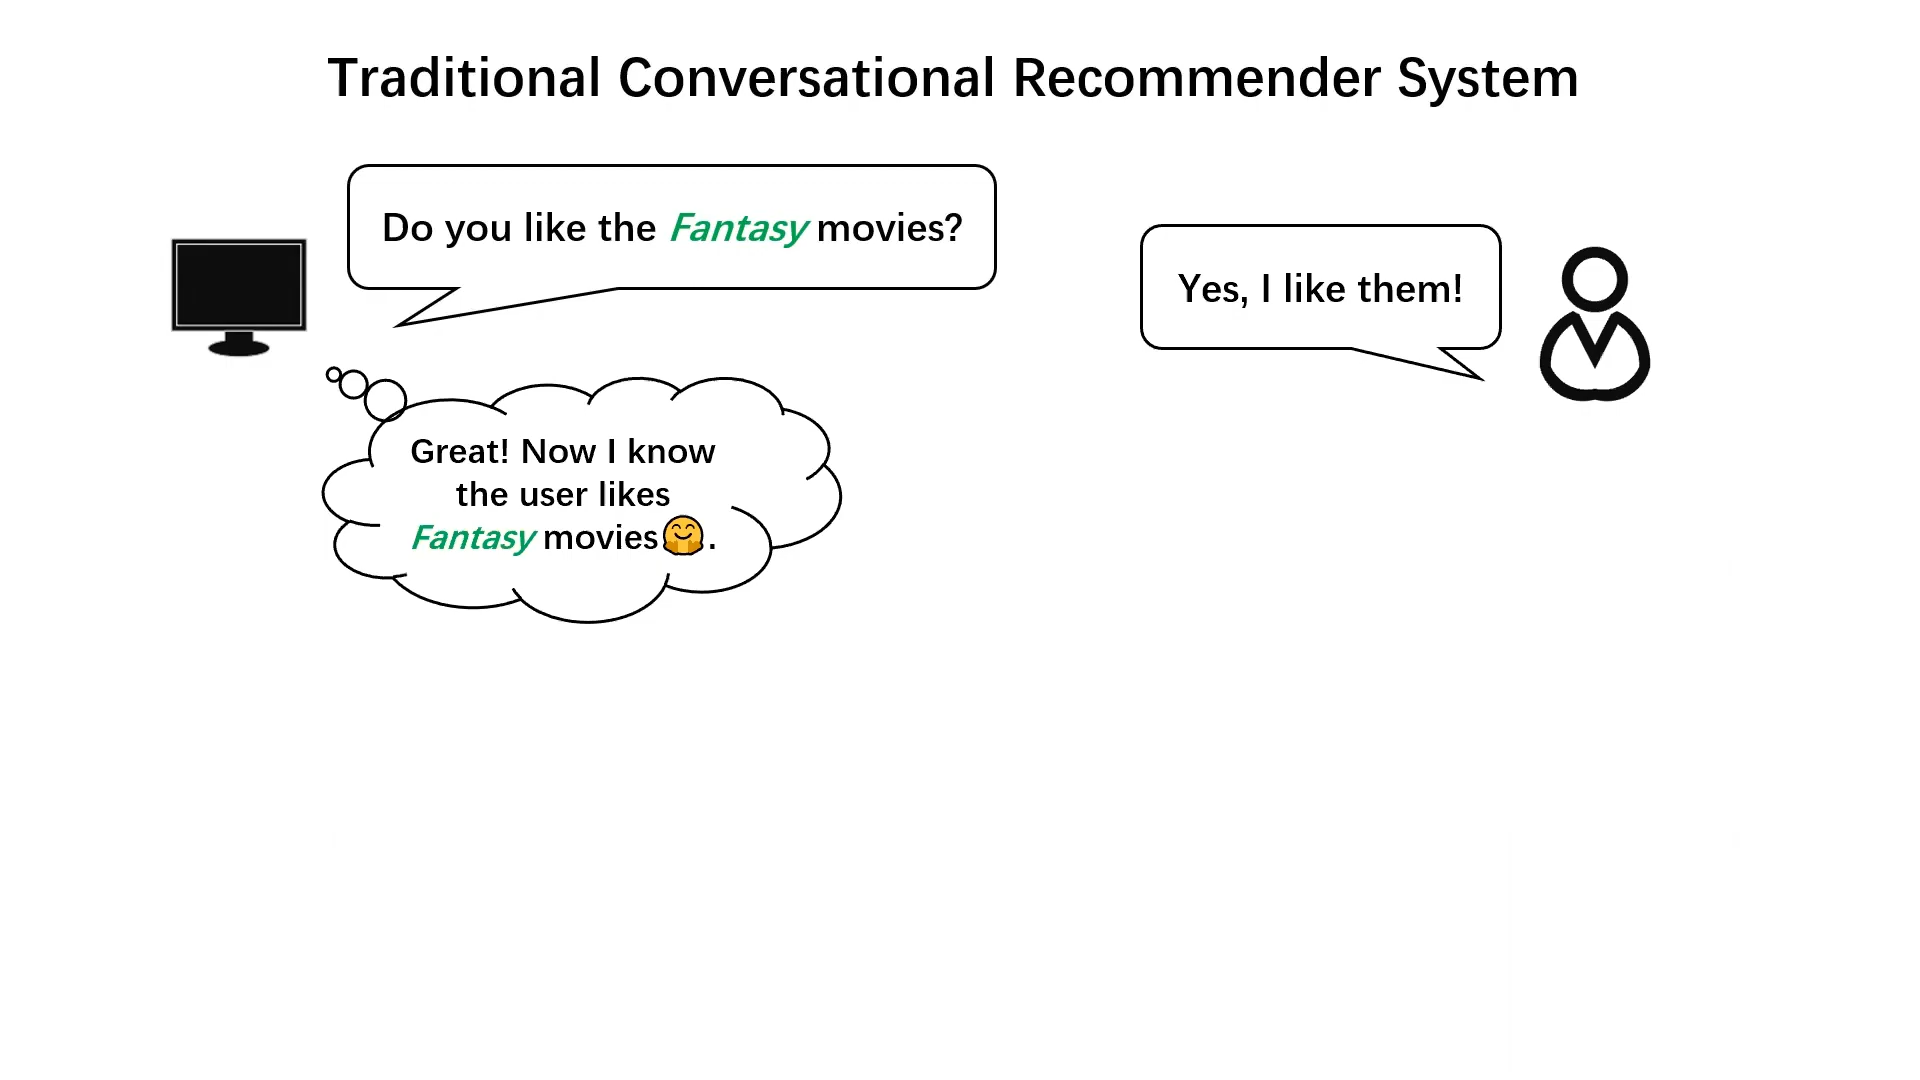 Traditional Conversational Recommender System
Do you like the Fantasy movies?
Yes, I like them!
Great! Now I know
the user likes
Fantasy movies🤗.